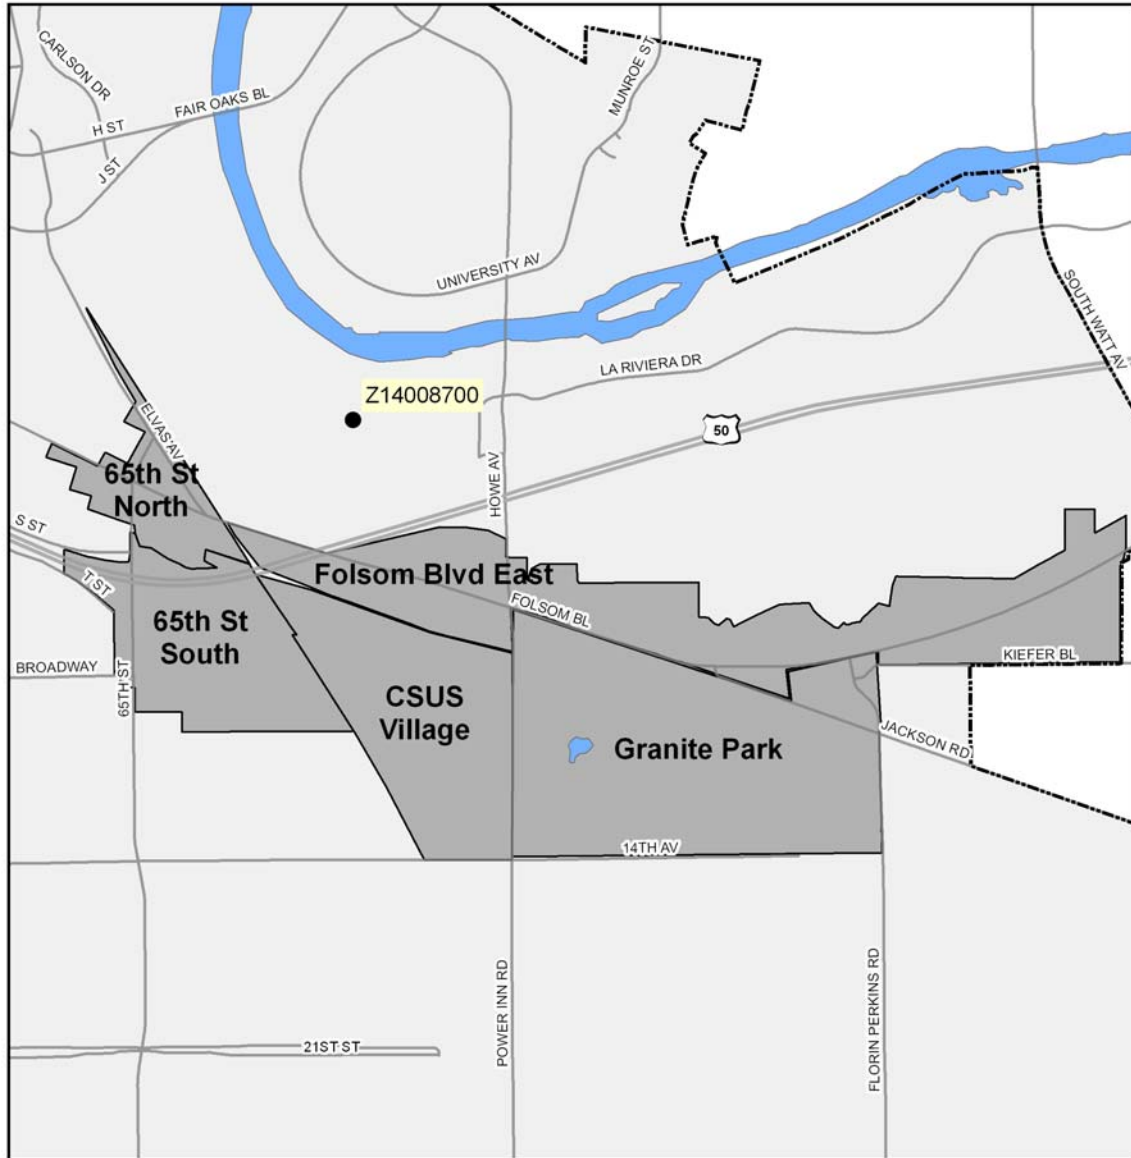 CARLSON DR
FAIR OAKS BL
MUNROE ST
H ST
J ST
UNIVERSITY AV
SOUTH WATT AV
LA RIVIERA DR
Z14008700
ELVAS AV
50
HOWE AV
65th St
North
S ST
Folsom Blvd East
T ST
FOLSOM BL
65th St
South
KIEFER BL
BROADWAY
65TH ST
CSUS
Village
JACKSON RD
Granite Park
14TH AV
POWER INN RD
FLORIN PERKINS RD
21ST ST